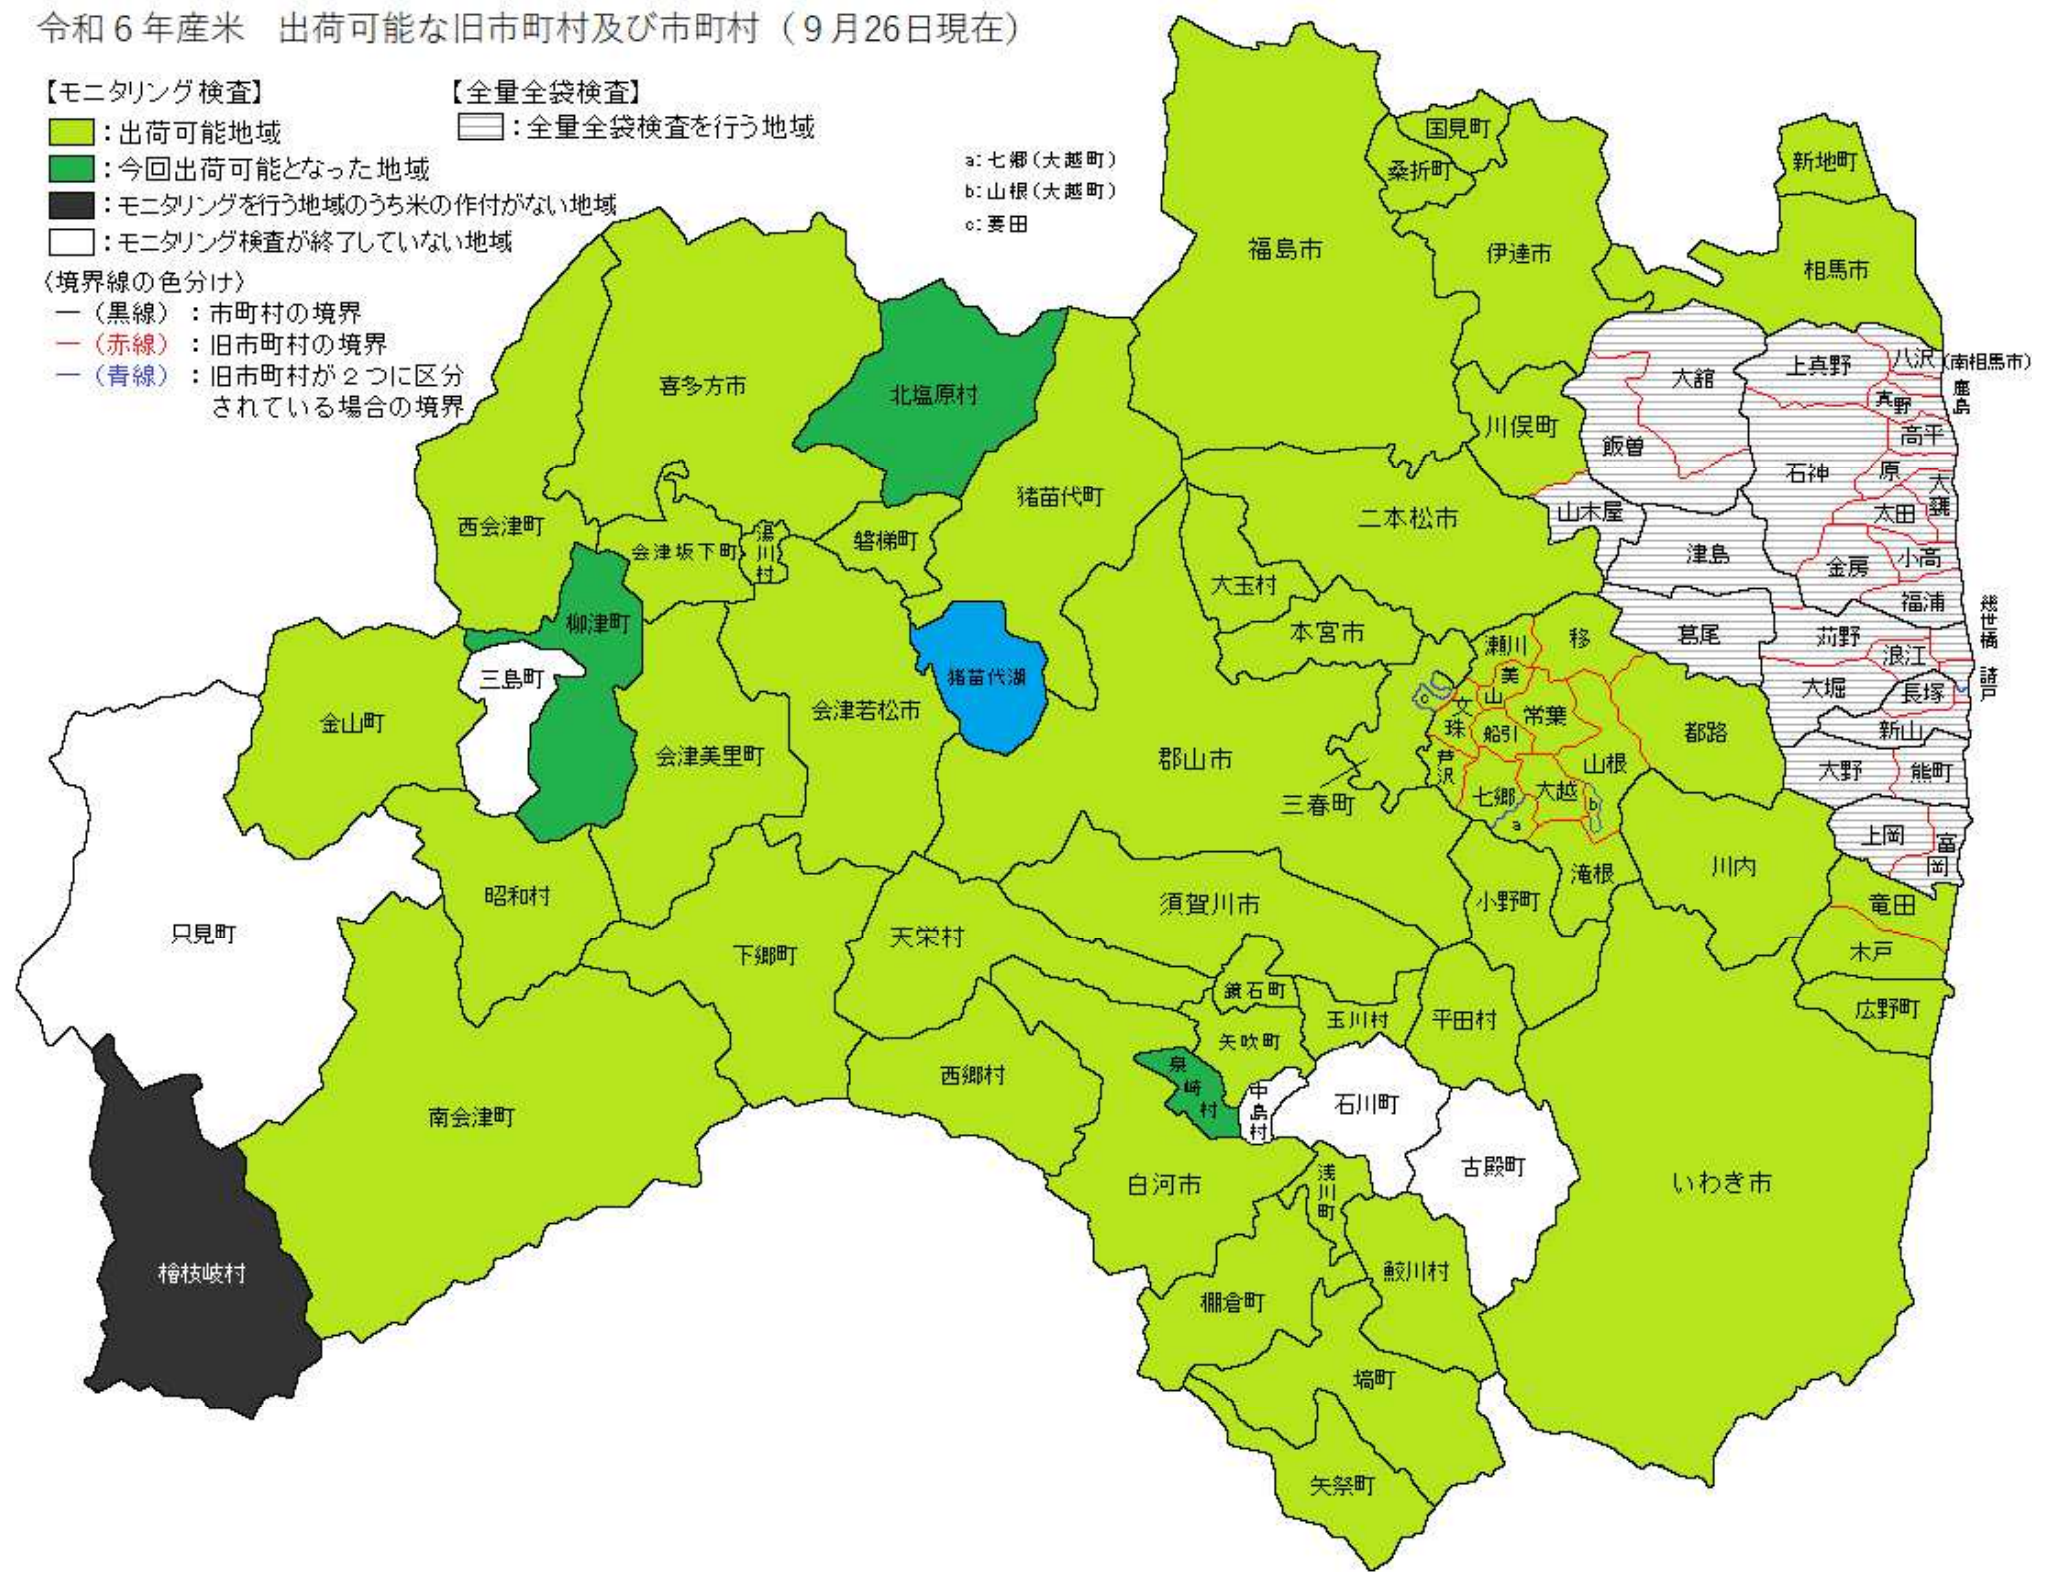 令和６年産米　出荷可能な旧市町村及び市町村（９月26日現在）
【モニタリング検査】
【全量全袋検査】
：出荷可能地域
：全量全袋検査を行う地域
：今回出荷可能となった地域
：モニタリングを行う地域のうち米の作付がない地域
：モニタリング検査が終了していない地域
〈境界線の色分け〉
―（黒線）：市町村の境界
―（赤線）：旧市町村の境界
―（青線）：旧市町村が２つに区分
されている場合の境界
a:七郷(大越町)
b:山根(大越町)
c:要田
福島市
国見町
桑折町
伊達市
新地町
相馬市
喜多方市
北塩原村
川俣町
大舘
飯曽
上真野
八沢
(南相馬市)
真野
鹿島
高平
石神
原
大甕
太田
金房
小高
福浦
西会津町
会津坂下町
湯川村
磐梯町
猪苗代町
二本松市
大玉村
本宮市
山木屋
津島
葛尾
苅野
幾世橋
浪江
請戸
大堀
長塚
新山
大野
熊町
上岡
富岡
柳津町
三島町
金山町
会津美里町
会津若松市
猪苗代湖
郡山市
三春町
瀬川
移
美山
文珠
c
船引
常葉
芦沢
七郷
大越
山根
a
b
都路
滝根
小野町
川内
竜田
木戸
広野町
只見町
昭和村
下郷町
天栄村
須賀川市
鏡石町
玉川村
平田村
矢吹町
西郷村
泉崎村
中島村
石川町
古殿町
いわき市
南会津町
檜枝岐村
白河市
浅川町
棚倉町
鮫川村
塙町
矢祭町